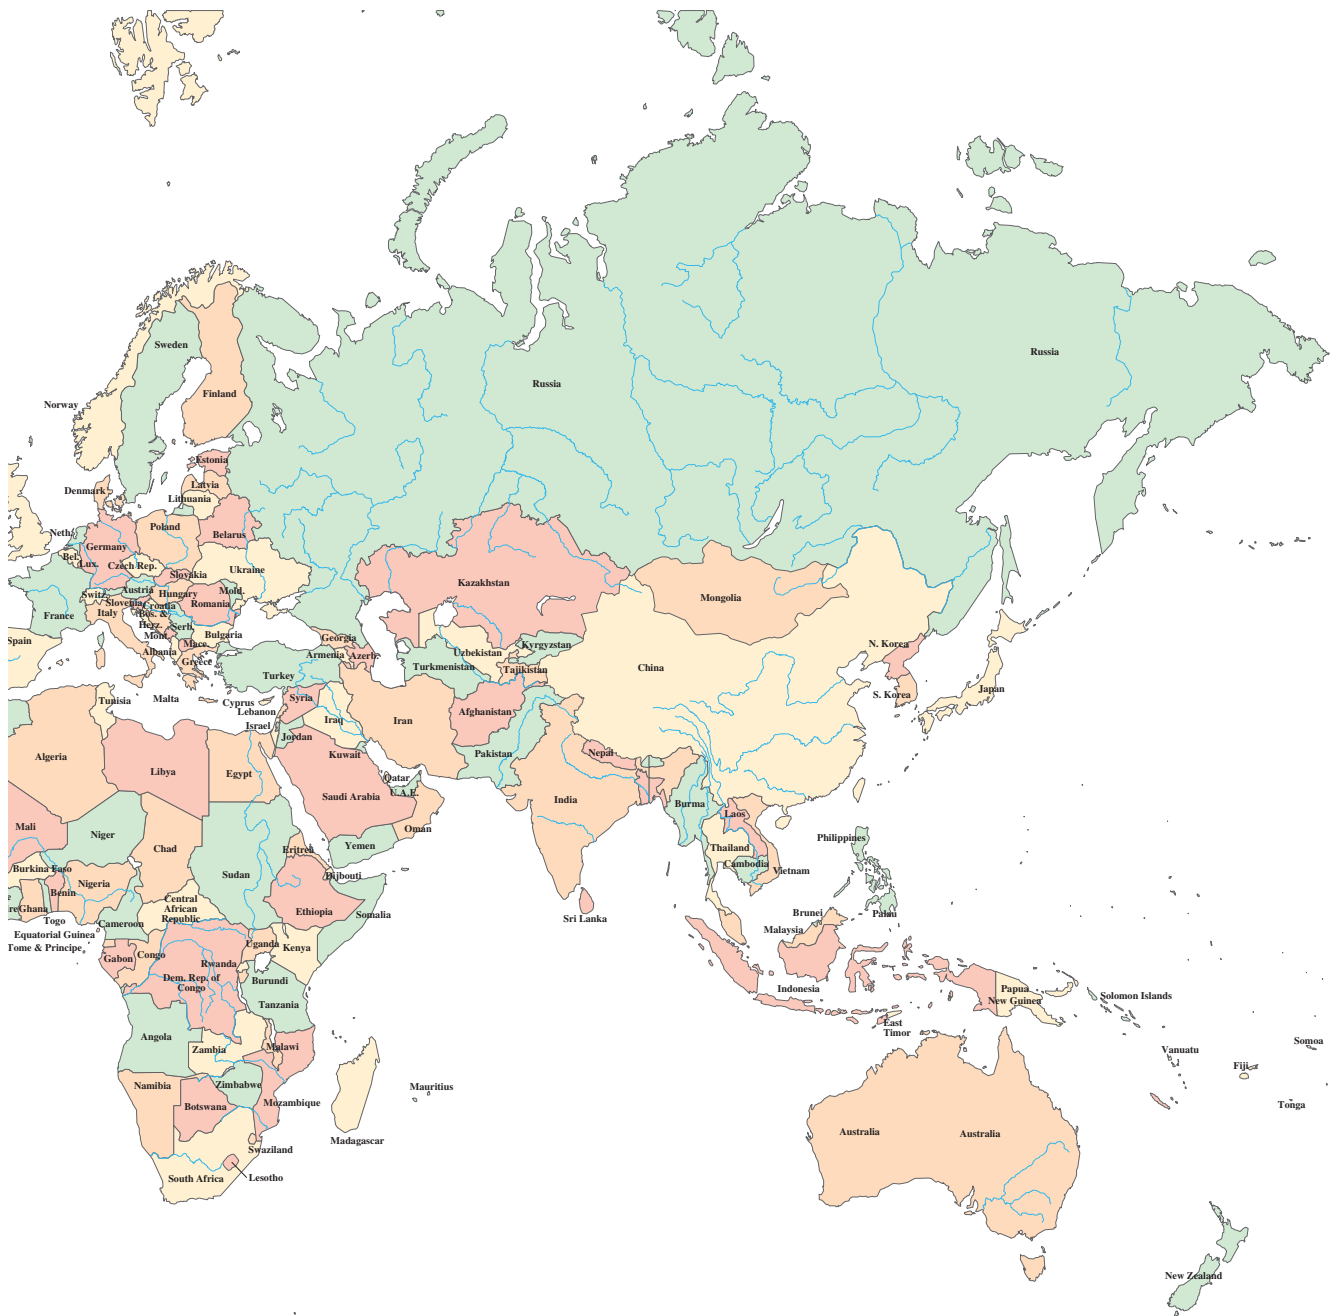 Sweden
Russia
Russia
Finland
Norway
Estonia
Latvia
Denmark
Lithuania
Poland
Neth.
Belarus
Germany
Bel.
Lux.
Czech Rep.
Ukraine
Slovakia
Kazakhstan
Austria
Mold.
Switz.
Hungary
Mongolia
Slovenia
Romania
Croatia
Italy
Bos. &
Herz.
France
Serb.
Bulgaria
Mont.
Georgia
N. Korea
Spain
Mace.
Kyrgyzstan
Albania
Armenia
Azerb.
Uzbekistan
Greece
Turkmenistan
Tajikistan
China
Turkey
Japan
S. Korea
Tunisia
Malta
Cyprus
Syria
Lebanon
Afghanistan
Iraq
Iran
Israel
Jordan
Kuwait
Pakistan
Nepal
Algeria
Libya
Egypt
Qatar
U.A.E.
Saudi Arabia
India
Burma
Laos
Mali
Niger
Oman
Philippines
Chad
Eritrea
Yemen
Thailand
Burkina Faso
Djibouti
Cambodia
Vietnam
Nigeria
Sudan
Benin
Central
African
Republic
Ghana
Ethiopia
Somalia
Sri Lanka
Brunei
Palau
Togo
Cameroon
Malaysia
Equatorial Guinea
Tome & Principe
Uganda
Kenya
Gabon
Congo
Rwanda
Dem. Rep. of
Congo
Burundi
Indonesia
Papua
New Guinea
Solomon Islands
Tanzania
East
Timor
Angola
Zambia
Malawi
Samoa
Vanuatu
Fiji
Namibia
Zimbabwe
Mauritius
Botswana
Mozambique
Tonga
Madagascar
Australia
Australia
Swaziland
South Africa
Lesotho
New Zealand